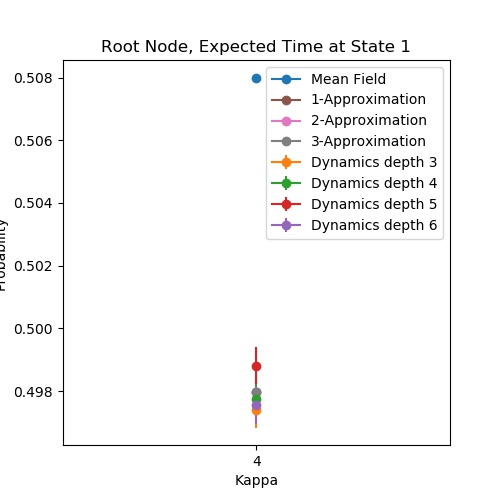 Root Node, Expected Time at State 1
0.508
0.506
0.504
0.502
0.500
0.498
Probability
Mean Field
1-Approximation
2-Approximation
3-Approximation
Dynamics depth 3
Dynamics depth 4
Dynamics depth 5
Dynamics depth 6
4
Kappa